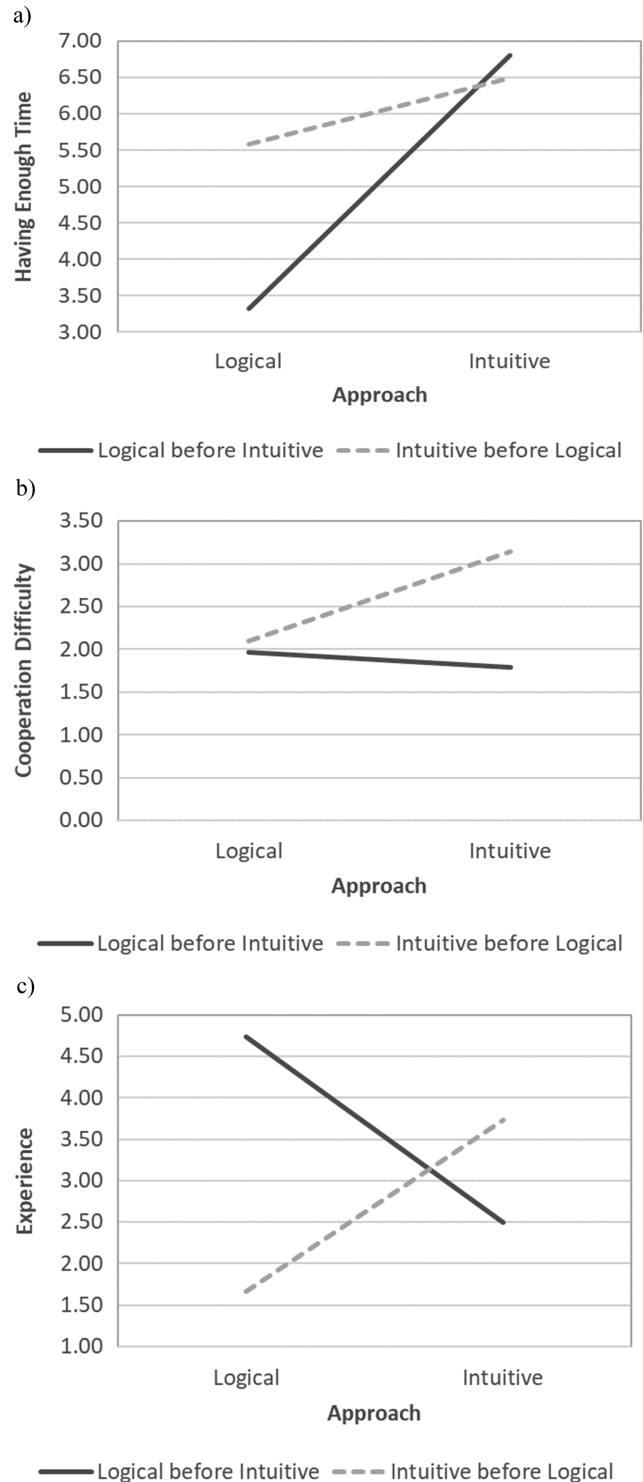 a)
Having Enough Time
7.00
6.50
6.00
5.50
5.00
4.50
4.00
3.50
3.00
Logical Intuitive
Approach
Logical before Intuitive Intuitive before Logical
b)
Cooperation Difficulty
3.50
3.00
2.50
2.00
1.50
1.00
0.50
0.00
Logical Intuitive
Approach
Logical before Intuitive Intuitive before Logical
c)
Experience
5.00
4.50
4.00
3.50
3.00
2.50
2.00
1.50
1.00
Logical Intuitive
Approach
Logical before Intuitive Intuitive before Logical